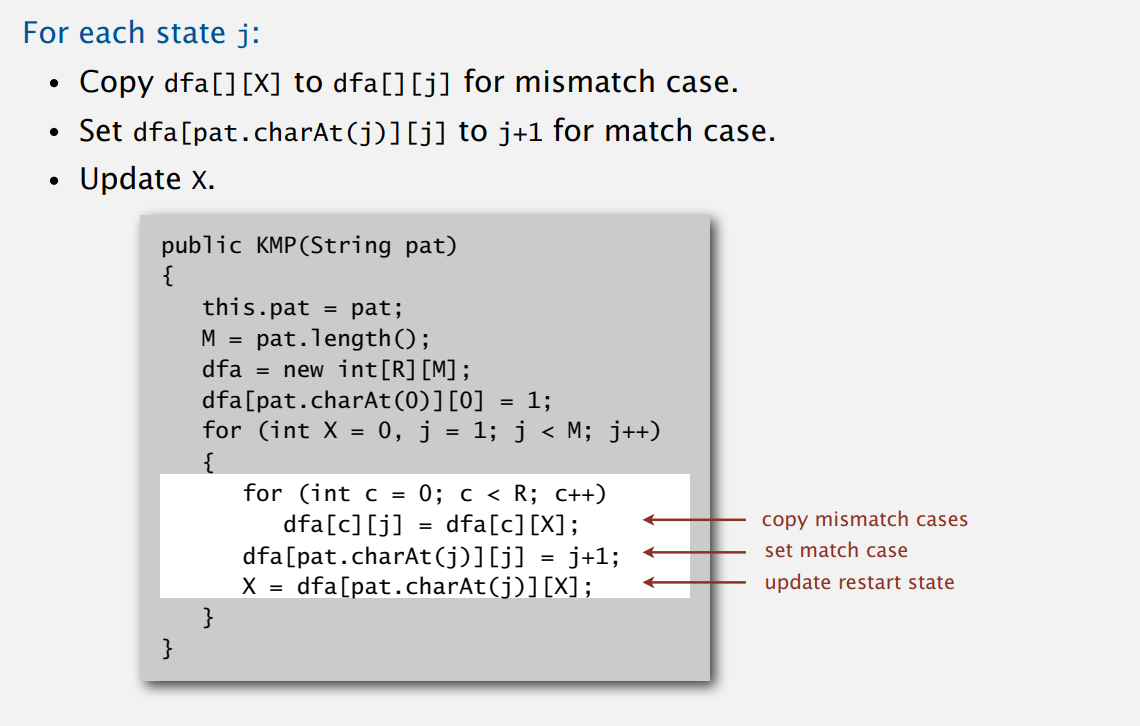 For each state j:
• Copy dfa[][X] to dfa[][j] for mismatch case.
• Set dfa[pat.charAt(j)][j] to j+1 for match case.
• Update X.
public KMP(String pat)
{
this.pat = pat;
M = pat.length();
dfa = new int[R][M];
dfa[pat.charAt(0)][0] = 1;
for (int X = 0, j = 1; j < M; j++)
{
for (int c = 0; c < R; c++)
dfa[c][j] = dfa[c][X]; copy mismatch cases
dfa[pat.charAt(j)][j] = j+1; set match case
X = dfa[pat.charAt(j)][X]; update restart state
}
}